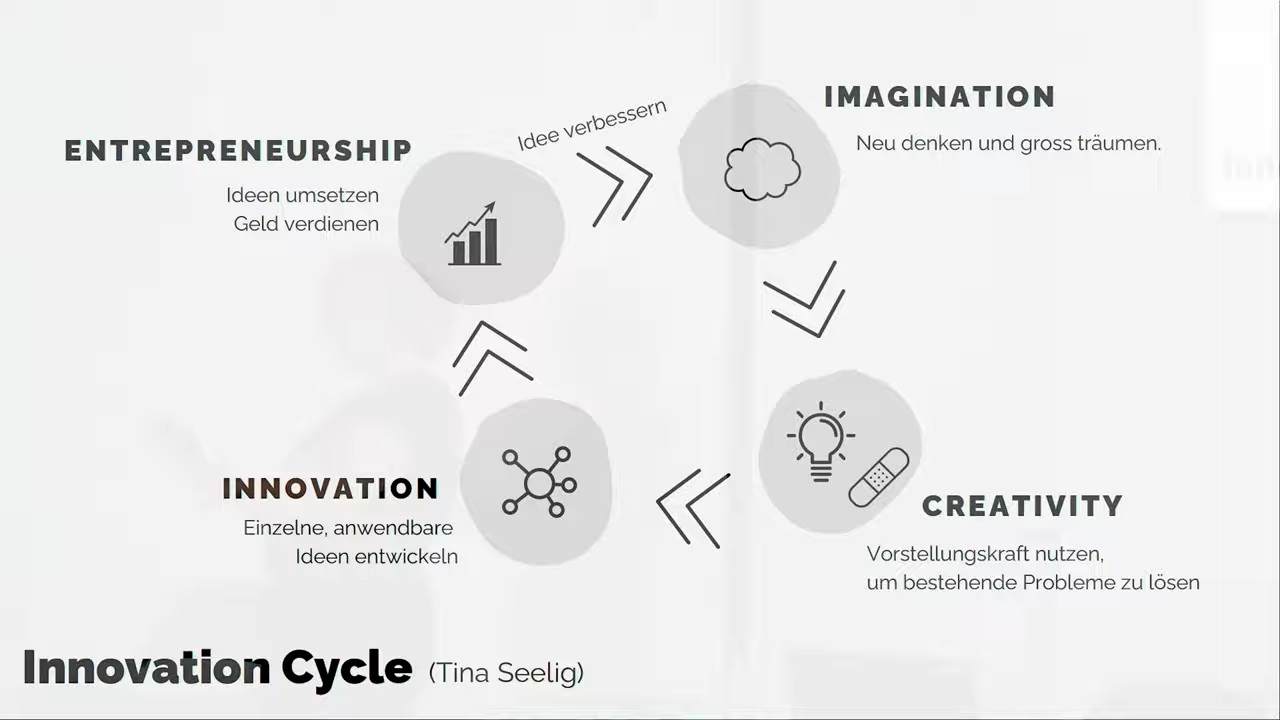 IMAGINATION
Neu denken und gross träumen.
Idee verbessern
ENTREPRENEURSHIP
Ideen umsetzen
Geld verdienen
INNOVATION
Einzelne, anwendbare
Ideen entwickeln
CREATIVITY
Vorstellungskraft nutzen,
um bestehende Probleme zu lösen
Innovation Cycle (Tina Seelig)